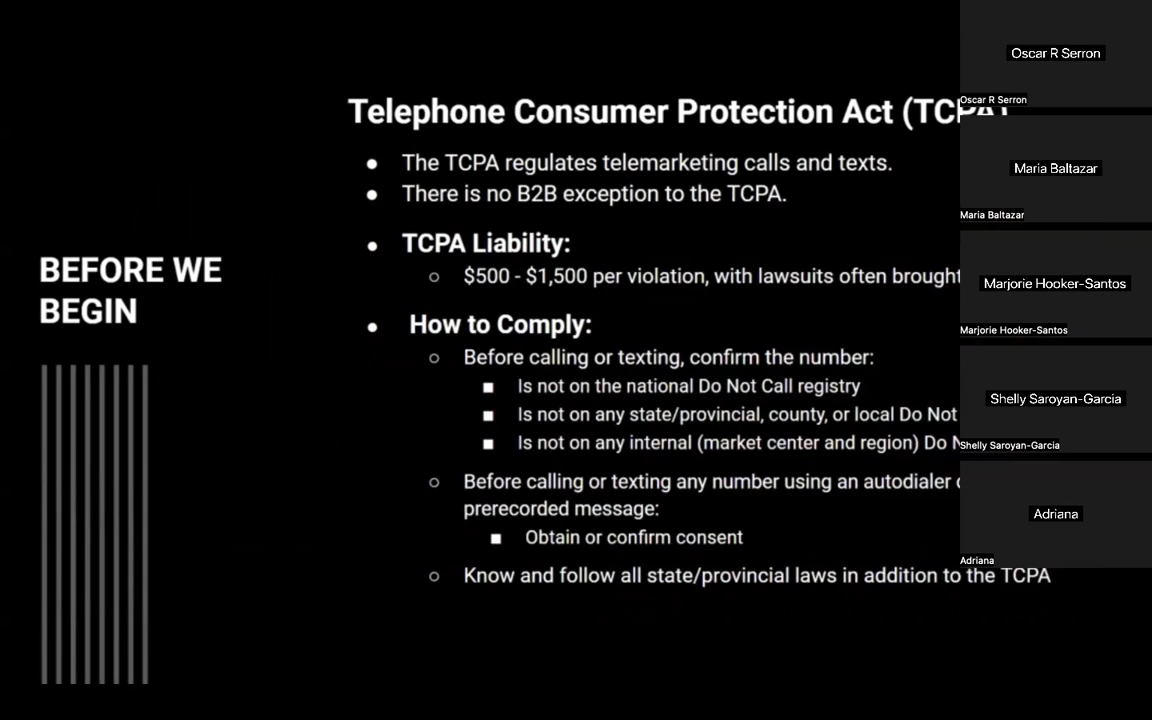 Telephone Consumer Protection Act (TCPA)
The TCPA regulates telemarketing calls and texts.
There is no B2B exception to the TCPA.
TCPA Liability:
$500 - $1,500 per violation, with lawsuits often brought
How to Comply:
Before calling or texting, confirm the number:
Is not on the national Do Not Call registry
Is not on any state/provincial, county, or local Do Not
Is not on any internal (market center and region) Do
Before calling or texting any number using an autodialer
prerecorded message:
Obtain or confirm consent
Know and follow all state/provincial laws in addition to the TCPA
BEFORE WE
BEGIN
Oscar R Serron
Oscar R Serron
Maria Baltazar
Maria Baltazar
Marjorie Hooker-Santos
Marjorie Hooker-Santos
Shelly Saroyan-Garcia
Shelly Saroyan-Garcia
Adriana
Adriana